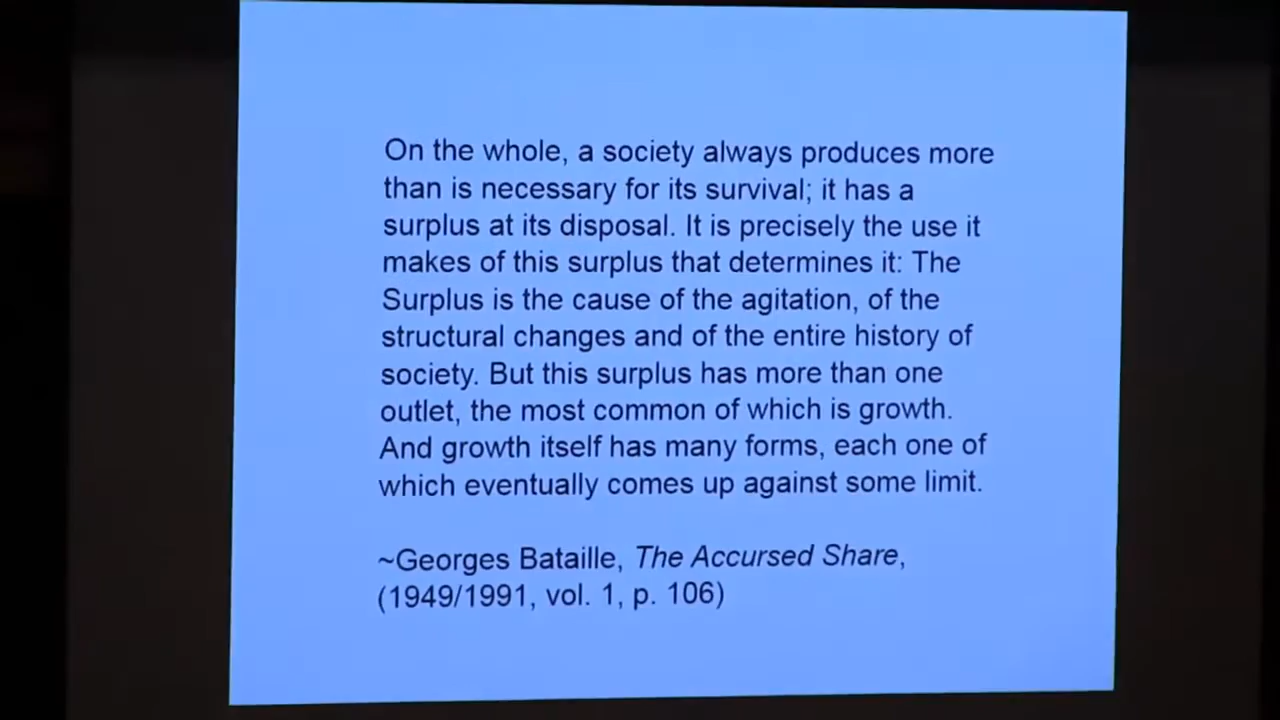 On the whole, a society always produces more
than is necessary for its survival; it has a
surplus at its disposal. It is precisely the use it
makes of this surplus that determines it: The
Surplus is the cause of the agitation, of the
structural changes and of the entire history of
society. But this surplus has more than one
outlet, the most common of which is growth.
And growth itself has many forms, each one of
which eventually comes up against some limit.
~Georges Bataille, The Accursed Share,
(1949/1991, vol. 1, p. 106)